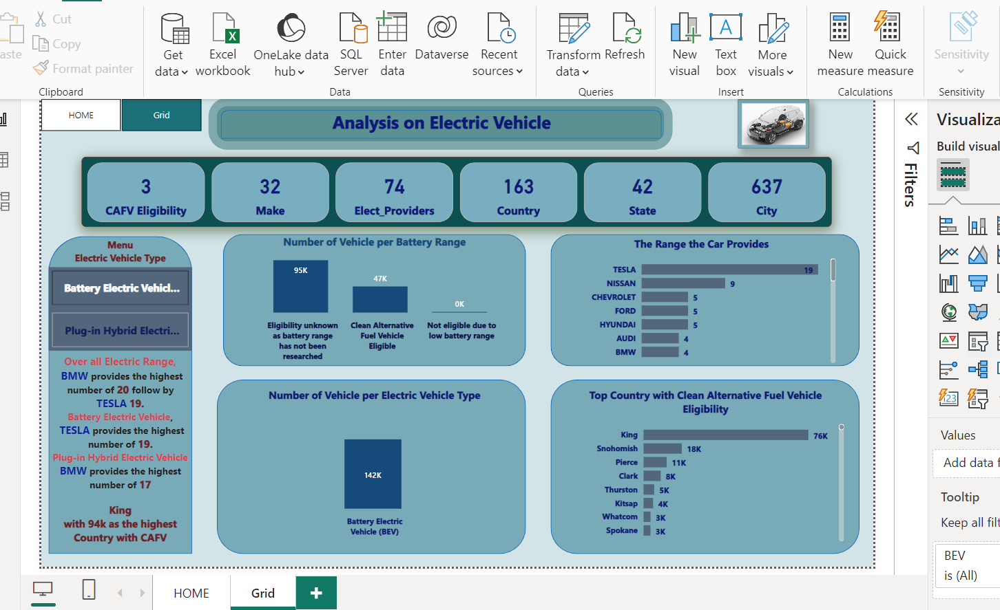 Cut
Copy
Format painter
Clipboard
Get
data
Excel
workbook
OneLake data
hub
SQL
Server
Enter
data
Dataverse
Recent
sources
Data
Transform
data
Refresh
Queries
New
visual
Text
box
More
visuals
Insert
New
measure
Quick
measure
Calculations
Sensitivity
Sensitivity
HOME
Grid
Analysis on Electric Vehicle
3
CAFV Eligibility
32
Make
74
Elect_Providers
163
Country
42
State
637
City
Menu
Electric Vehicle Type
Battery Electric Vehicl...
Plug-in Hybrid Electri...
Over all Electric Range,
BMW provides the highest
number of 20 follow by
TESLA 19.
Battery Electric Vehicle,
TESLA provides the highest
number of 19.
Plug-in Hybrid Electric Vehicle
BMW provides the highest
number of 17
King
with 94k as the highest
Country with CAFV
Number of Vehicle per Battery Range
95K
47K
0K
Eligibility unknown
as battery range
has not been
researched
Clean Alternative
Fuel Vehicle
Eligible
Not eligible due to
low battery range
The Range the Car Provides
TESLA 19
NISSAN 9
CHEVROLET 5
FORD 5
HYUNDAI 5
AUDI 4
BMW 4
Number of Vehicle per Electric Vehicle Type
142K
Battery Electric
Vehicle (BEV)
Top Country with Clean Alternative Fuel Vehicle
Eligibility
King 76K
Snohomish 18K
Pierce 11K
Clark 8K
Thurston 5K
Kitsap 4K
Whatcom 3K
Spokane 3K
Filters
Visualiza
Build visual
123
Values
Add data f
Tooltip
Keep all filt
BEV
is (All)
HOME
Grid